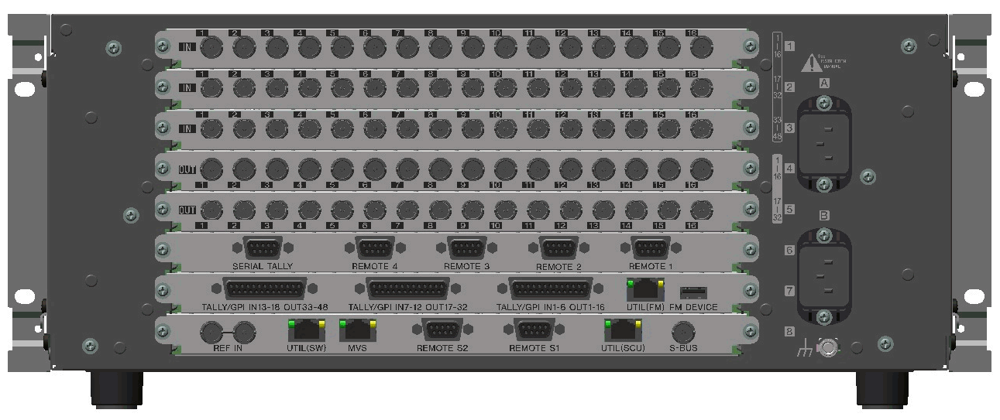 1 2 3 4 5 6 7 8 9 10 11 12 13 14 15 16
IN
1 | 16
1
See INSTRUCTION MANUAL
1 2 3 4 5 6 7 8 9 10 11 12 13 14 15 16
IN
17 | 32
2
A
1 2 3 4 5 6 7 8 9 10 11 12 13 14 15 16
IN
33 | 48
3
OUT
1 | 16
4
1 2 3 4 5 6 7 8 9 10 11 12 13 14 15 16
OUT
17 | 32
5
B
1 2 3 4 5 6 7 8 9 10 11 12 13 14 15 16
6
SERIAL TALLY REMOTE 4 REMOTE 3 REMOTE 2 REMOTE 1
7
TALLY/GPI IN13-18 OUT33-48 TALLY/GPI IN7-12 OUT17-32 TALLY/GPI IN1-6 OUT1-16 UTIL(FM) FM DEVICE
8
REF IN UTIL(SW) MVS REMOTE S2 REMOTE S1 UTIL(SCU) S-BUS